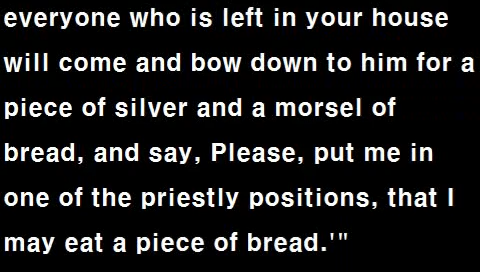 everyone who is left in your house
will come and bow down to him for a
piece of silver and a morsel of
bread, and say, Please, put me in
one of the priestly positions, that I
may eat a piece of bread.'"